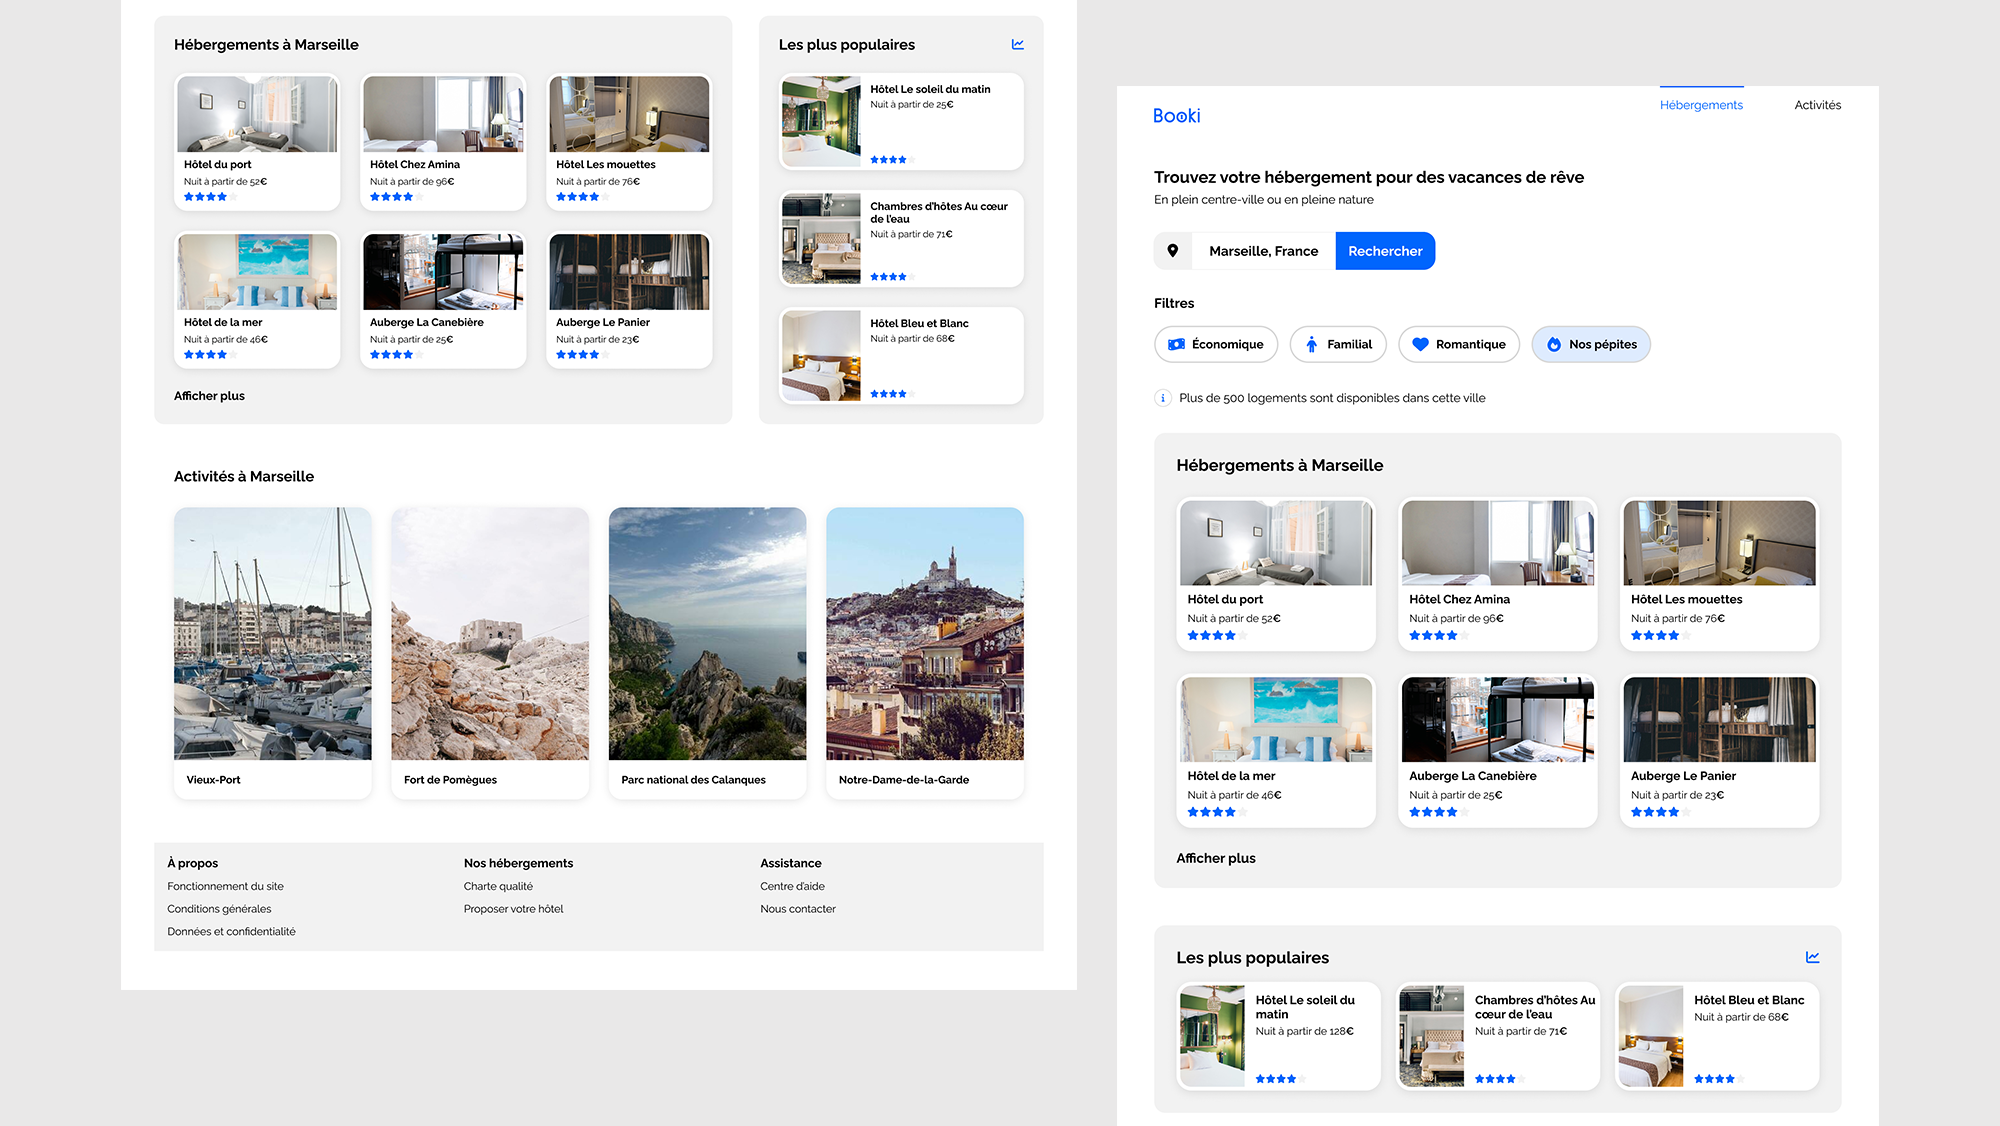 Hébergements à Marseille
Hôtel du port
Nuit à partir de 52€
Hôtel Chez Amina
Nuit à partir de 96€
Hôtel Les mouettes
Nuit à partir de 76€
Hôtel de la mer
Nuit à partir de 46€
Auberge La Canebière
Nuit à partir de 25€
Auberge Le Panier
Nuit à partir de 23€
Afficher plus
Les plus populaires
Hôtel Le soleil du matin
Nuit à partir de 25€
Chambres d'hôtes Au cœur
de l'eau
Nuit à partir de 71€
Hôtel Bleu et Blanc
Nuit à partir de 68€
Activités à Marseille
Vieux-Port
Fort de Pomègues
Parc national des Calanques
Notre-Dame-de-la-Garde
À propos
Fonctionnement du site
Conditions générales
Données et confidentialité
Nos hébergements
Charte qualité
Proposer votre hôtel
Assistance
Centre d'aide
Nous contacter
Booki
Hébergements
Activités
Trouvez votre hébergement pour des vacances de rêve
En plein centre-ville ou en pleine nature
Marseille, France
Rechercher
Filtres
Économique
Familial
Romantique
Nos pépites
Plus de 500 logements sont disponibles dans cette ville
Hébergements à Marseille
Hôtel du port
Nuit à partir de 52€
Hôtel Chez Amina
Nuit à partir de 96€
Hôtel Les mouettes
Nuit à partir de 76€
Hôtel de la mer
Nuit à partir de 46€
Auberge La Canebière
Nuit à partir de 25€
Auberge Le Panier
Nuit à partir de 23€
Afficher plus
Les plus populaires
Hôtel Le soleil du
matin
Nuit à partir de 128€
Chambres d'hôtes Au
cœur de l'eau
Nuit à partir de 71€
Hôtel Bleu et Blanc
Nuit à partir de 68€